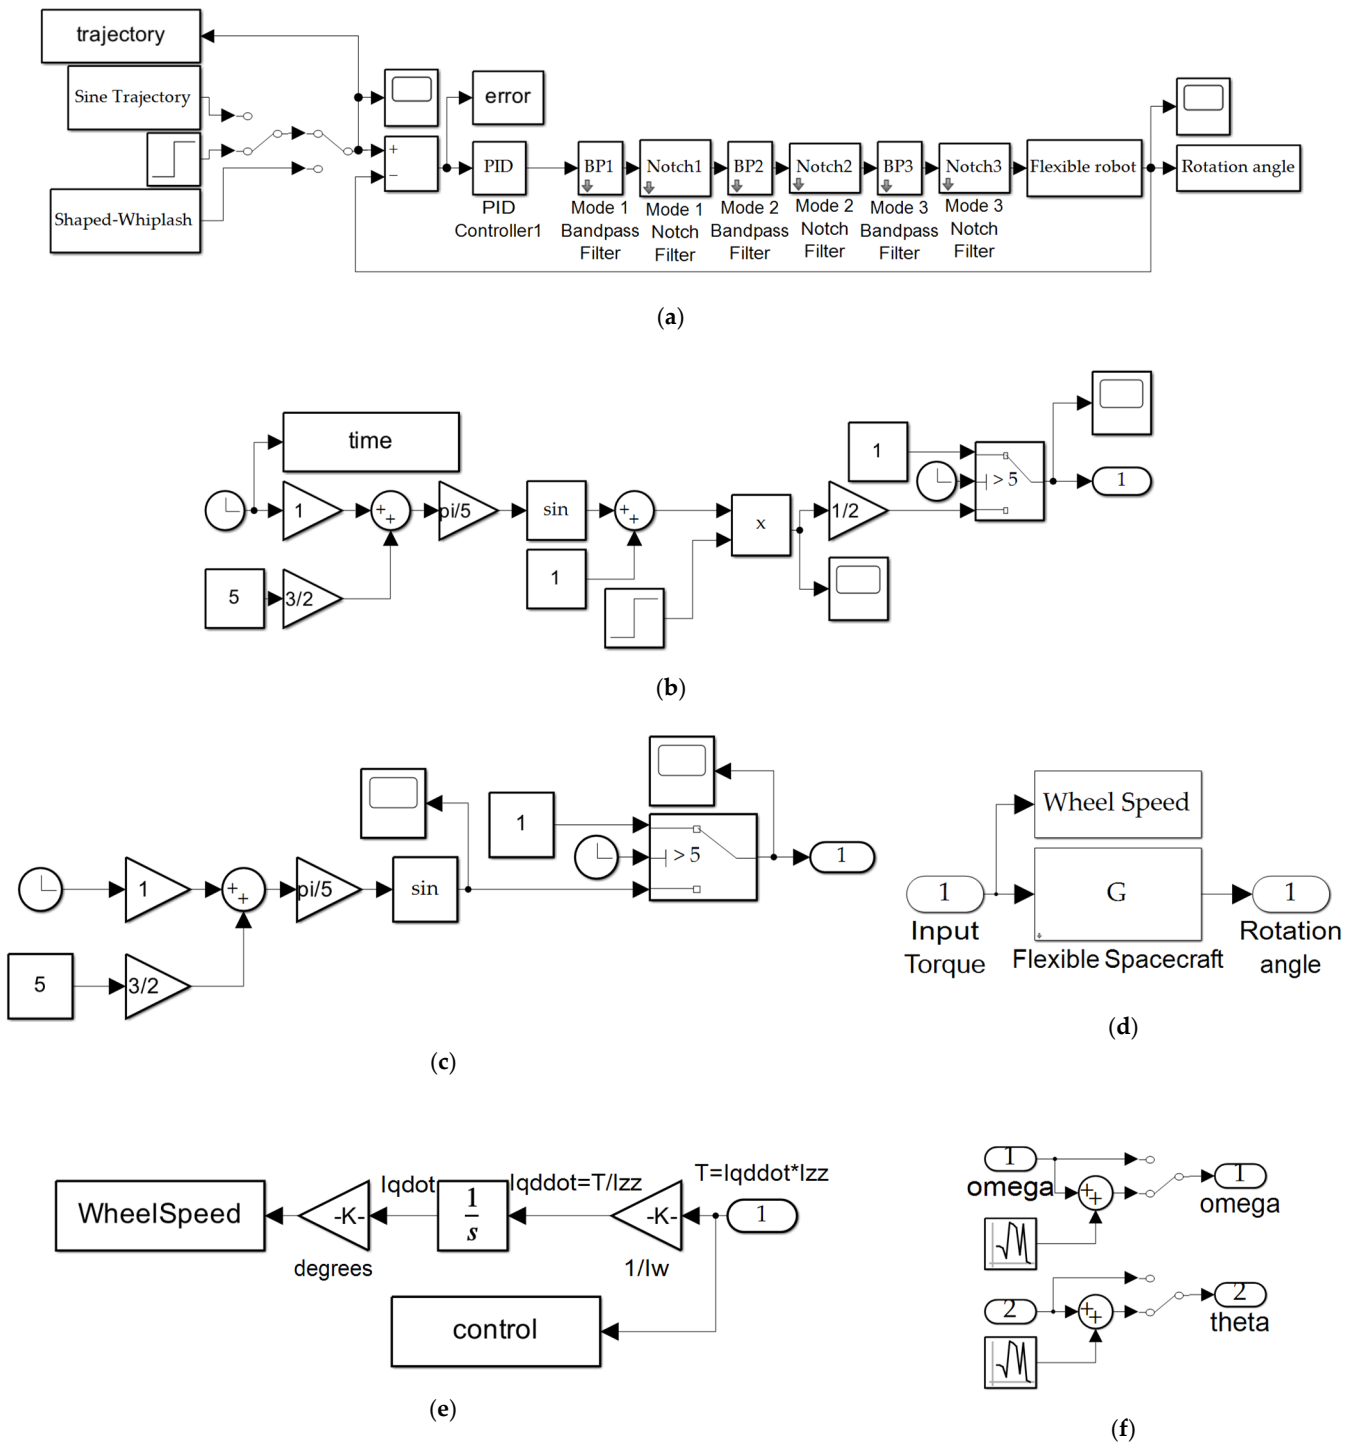 trajectory
Sine Trajectory
Shaped-Whiplash
+
−
error
PID
PID
Controller1
BP1
Mode 1
Bandpass
Filter
Notch1
Mode 1
Notch
Filter
BP2
Mode 2
Bandpass
Filter
Notch2
Mode 2
Notch
Filter
BP3
Mode 3
Bandpass
Filter
Notch3
Mode 3
Notch
Filter
Flexible robot
Rotation angle
(a)
time
1
5
3/2
+
+
pi/5
sin
1
+
+
x
1/2
1
> 5
1
(b)
1
5
3/2
+
+
pi/5
sin
1
> 5
1
(c)
Wheel Speed
1
Input
Torque
G
Flexible Spacecraft
1
Rotation
angle
(d)
WheelSpeed
-K-
degrees
Iqdot
1
s
Iqddot=T/Izz
-K-
1/Iw
T=Iqddot*Izz
1
control
(e)
1
omega
+
+
1
omega
2
+
+
2
theta
(f)